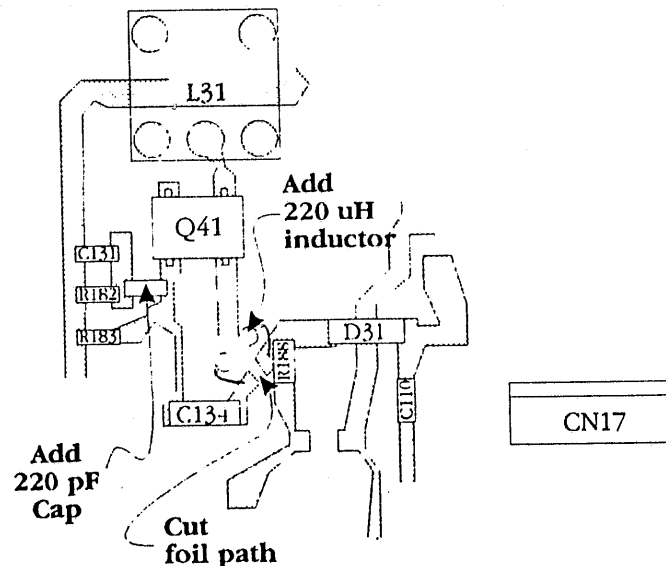 L31
Add
220 uH
inductor
Q41
C131
R182
R183
D31
R188
C110
C134
CN17
Add
220 pF
Cap
Cut
foil path